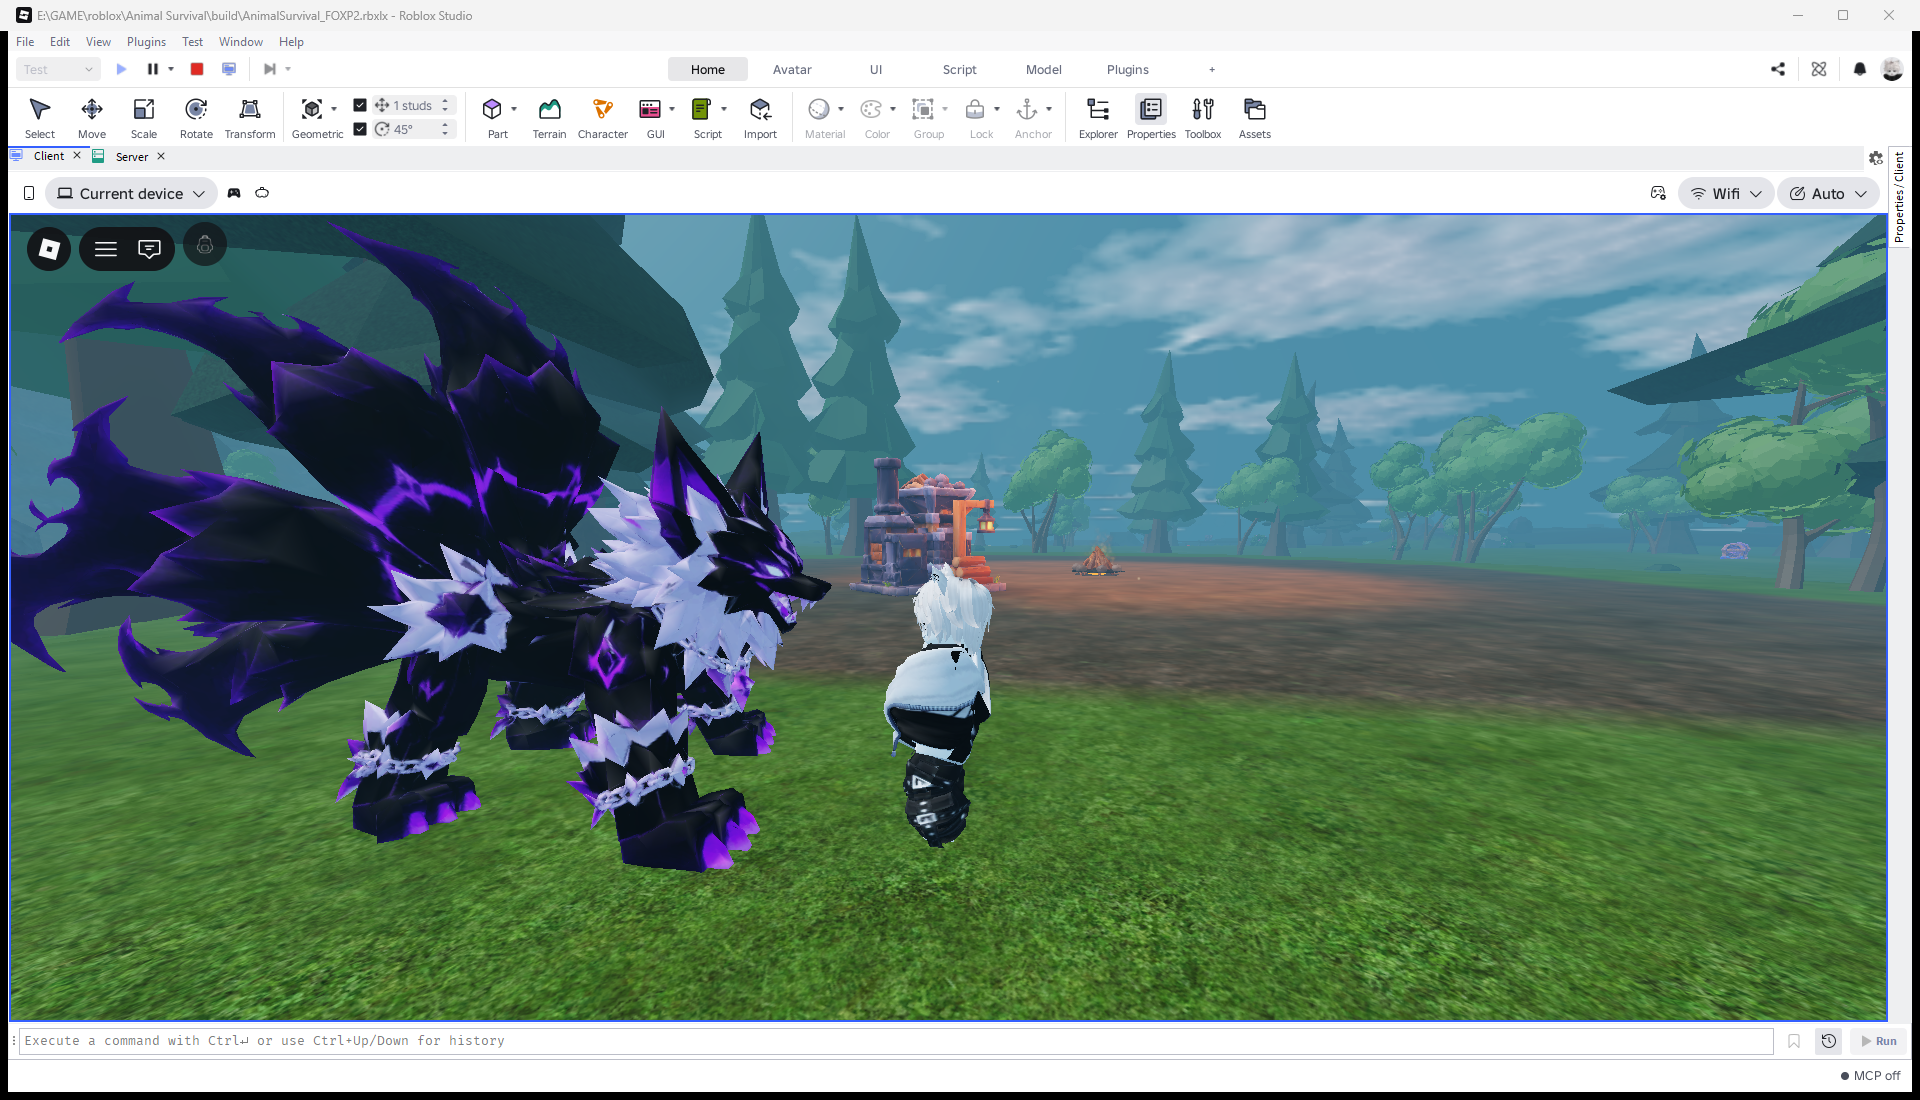 E:\GAME\roblox\Animal Survival\build\AnimalSurvival_FOXP2.rbxlx - Roblox Studio
File Edit View Plugins Test Window Help
Test
Home Avatar UI Script Model Plugins +
1 studs
45°
Select Move Scale Rotate Transform Geometric Part Terrain Character GUI Script Import Material Color Group Lock Anchor Explorer Properties Toolbox Assets
Client Server
Properties / Client
Current device Wifi Auto
Execute a command with Ctrl↵ or use Ctrl+Up/Down for history
Run
MCP off